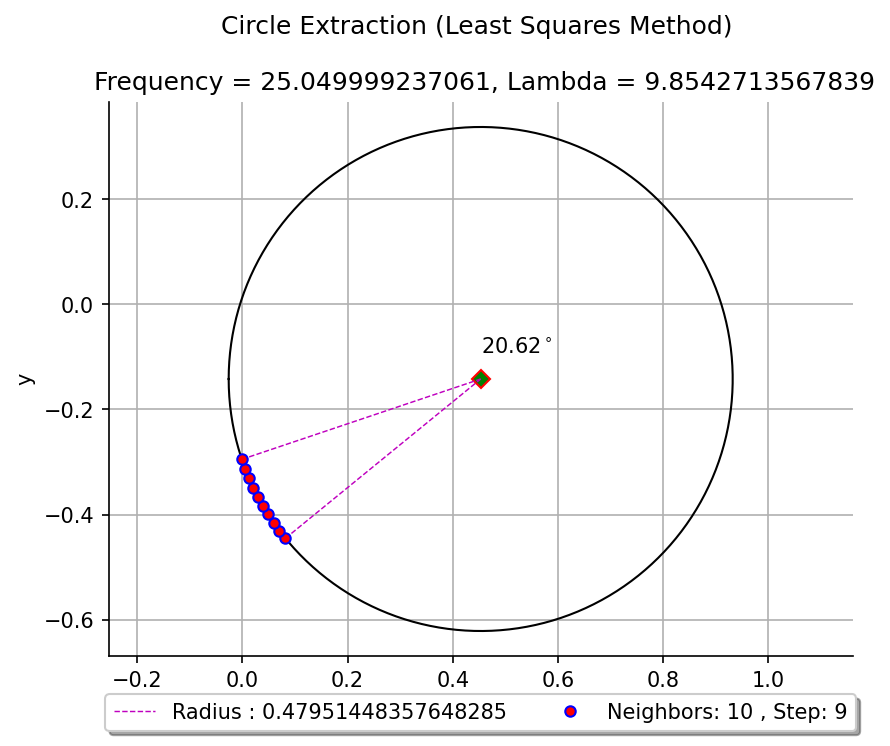 Circle Extraction (Least Squares Method)
Frequency = 25.049999237061, Lambda = 9.8542713567839
0.2
0.0
20.62°
y
−0.2
−0.4
−0.6
−0.2 0.0 0.2 0.4 0.6 0.8 1.0
Radius : 0.47951448357648285 Neighbors: 10 , Step: 9